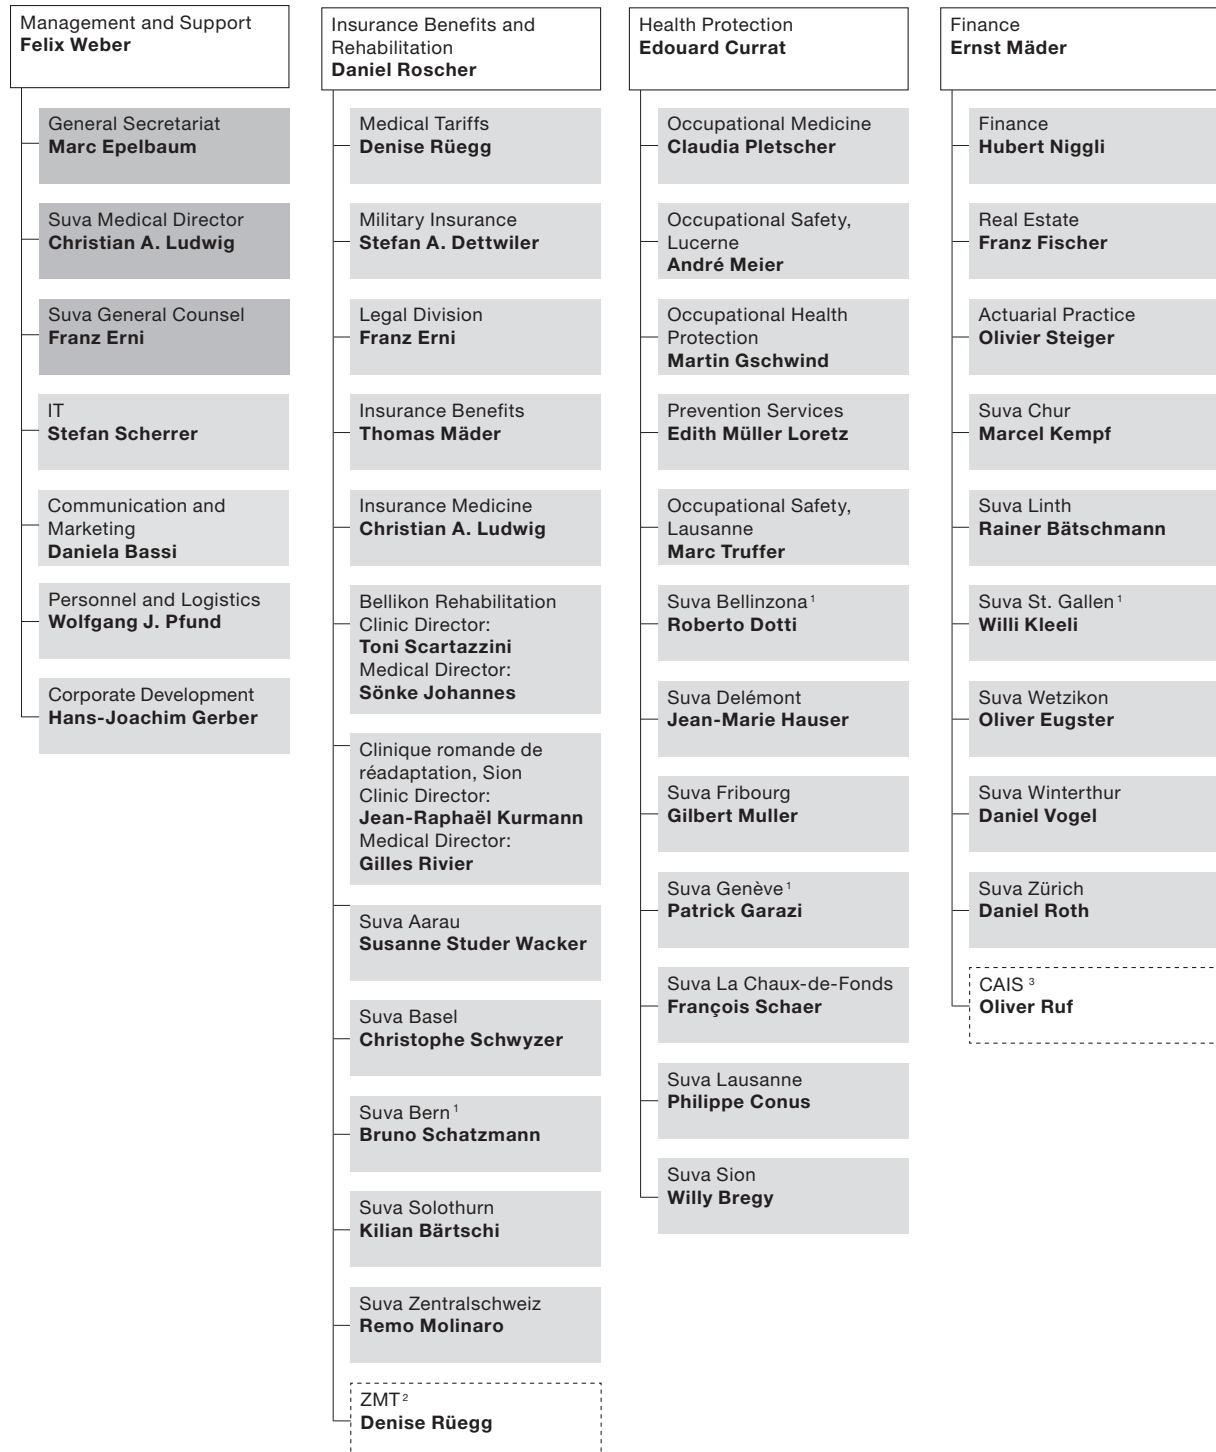 Management and Support
Felix Weber
General Secretariat
Marc Epelbaum
Suva Medical Director
Christian A. Ludwig
Suva General Counsel
Franz Erni
IT
Stefan Scherrer
Communication and
Marketing
Daniela Bassi
Personnel and Logistics
Wolfgang J. Pfund
Corporate Development
Hans-Joachim Gerber
Insurance Benefits and
Rehabilitation
Daniel Roscher
Medical Tariffs
Denise Rüegg
Military Insurance
Stefan A. Dettwiler
Legal Division
Franz Erni
Insurance Benefits
Thomas Mäder
Insurance Medicine
Christian A. Ludwig
Bellikon Rehabilitation
Clinic Director:
Toni Scartazzini
Medical Director:
Sönke Johannes
Clinique romande de
réadaptation, Sion
Clinic Director:
Jean-Raphaël Kurmann
Medical Director:
Gilles Rivier
Suva Aarau
Susanne Studer Wacker
Suva Basel
Christophe Schwyzer
Suva Bern ¹
Bruno Schatzmann
Suva Solothurn
Kilian Bärtschi
Suva Zentralschweiz
Remo Molinaro
ZMT ²
Denise Rüegg
Health Protection
Edouard Currat
Occupational Medicine
Claudia Pletscher
Occupational Safety,
Lucerne
André Meier
Occupational Health
Protection
Martin Gschwind
Prevention Services
Edith Müller Loretz
Occupational Safety,
Lausanne
Marc Truffer
Suva Bellinzona ¹
Roberto Dotti
Suva Delémont
Jean-Marie Hauser
Suva Fribourg
Gilbert Muller
Suva Genève ¹
Patrick Garazi
Suva La Chaux-de-Fonds
François Schaer
Suva Lausanne
Philippe Conus
Suva Sion
Willy Bregy
Finance
Ernst Mäder
Finance
Hubert Niggli
Real Estate
Franz Fischer
Actuarial Practice
Olivier Steiger
Suva Chur
Marcel Kempf
Suva Linth
Rainer Bätschmann
Suva St. Gallen ¹
Willi Kleeli
Suva Wetzikon
Oliver Eugster
Suva Winterthur
Daniel Vogel
Suva Zürich
Daniel Roth
CAIS ³
Oliver Ruf